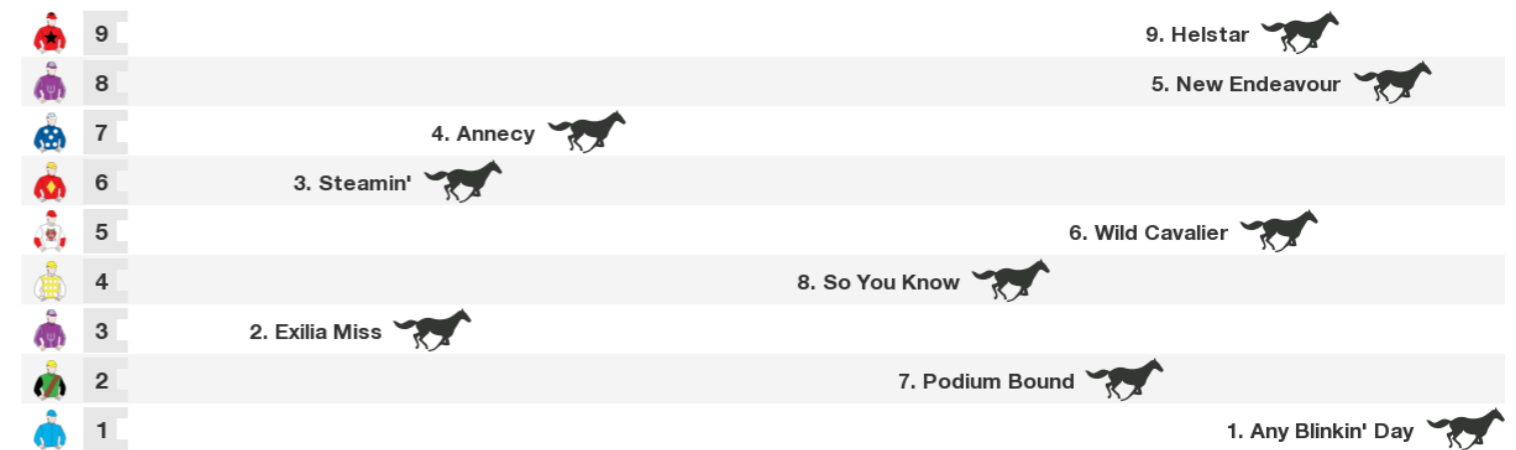 9 9. Helstar
8 5. New Endeavour
7 4. Annecy
6 3. Steamin'
5 6. Wild Cavalier
4 8. So You Know
3 2. Exilia Miss
2 7. Podium Bound
1 1. Any Blinkin' Day